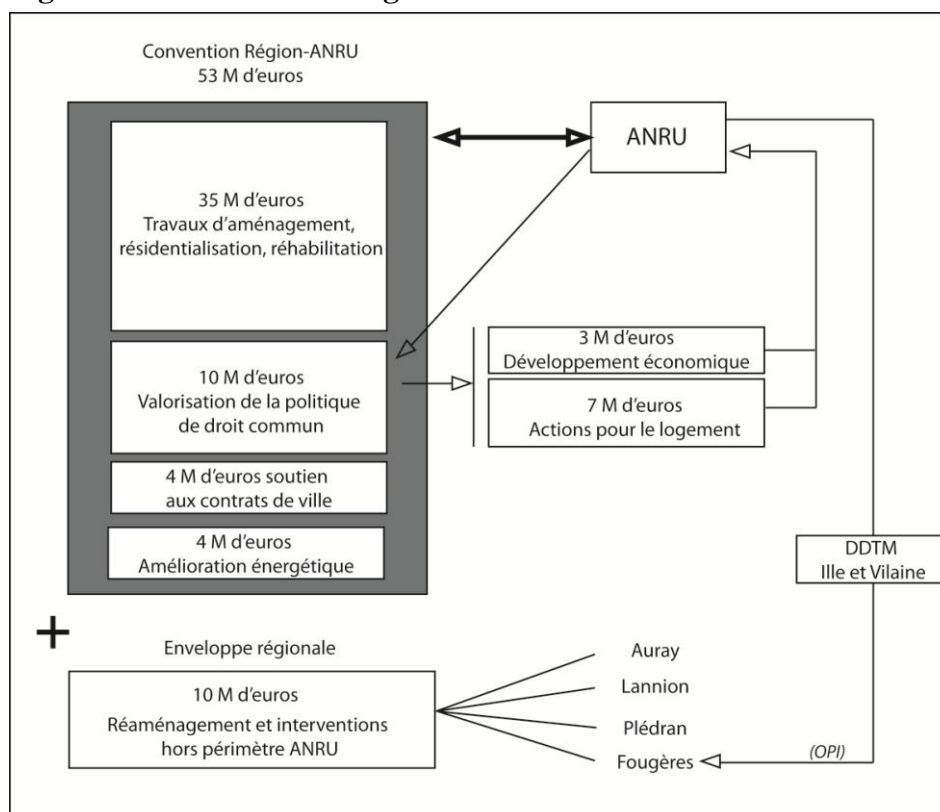 Convention Région-ANRU
53 M d'euros
ANRU
35 M d'euros
Travaux d'aménagement,
résidentialisation, réhabilitation
3 M d'euros
Développement économique
10 M d'euros
Valorisation de la politique
de droit commun
7 M d'euros
Actions pour le logement
4 M d'euros soutien
aux contrats de ville
4 M d'euros
Amélioration énergétique
DDTM
Ille et Vilaine
+
Enveloppe régionale
10 M d'euros
Réaménagement et interventions
hors périmètre ANRU
Auray
Lannion
Plédran
Fougères
(OPI)